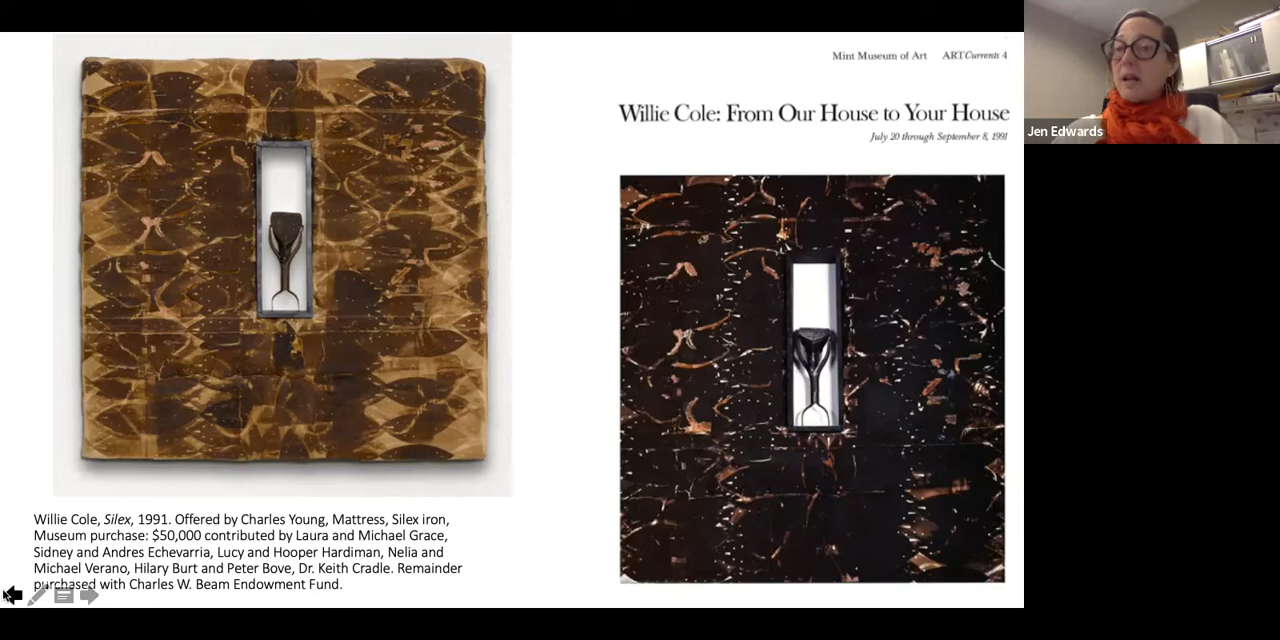 Mint Museum of Art ARTCurrents 4
Willie Cole: From Our House to Your House
July 20 through September 8, 1991
Jen Edwards
Willie Cole, Silex, 1991. Offered by Charles Young, Mattress, Silex iron,
Museum purchase: $50,000 contributed by Laura and Michael Grace,
Sidney and Andres Echevarria, Lucy and Hooper Hardiman, Nelia and
Michael Verano, Hilary Burt and Peter Bove, Dr. Keith Cradle. Remainder
purchased with Charles W. Beam Endowment Fund.